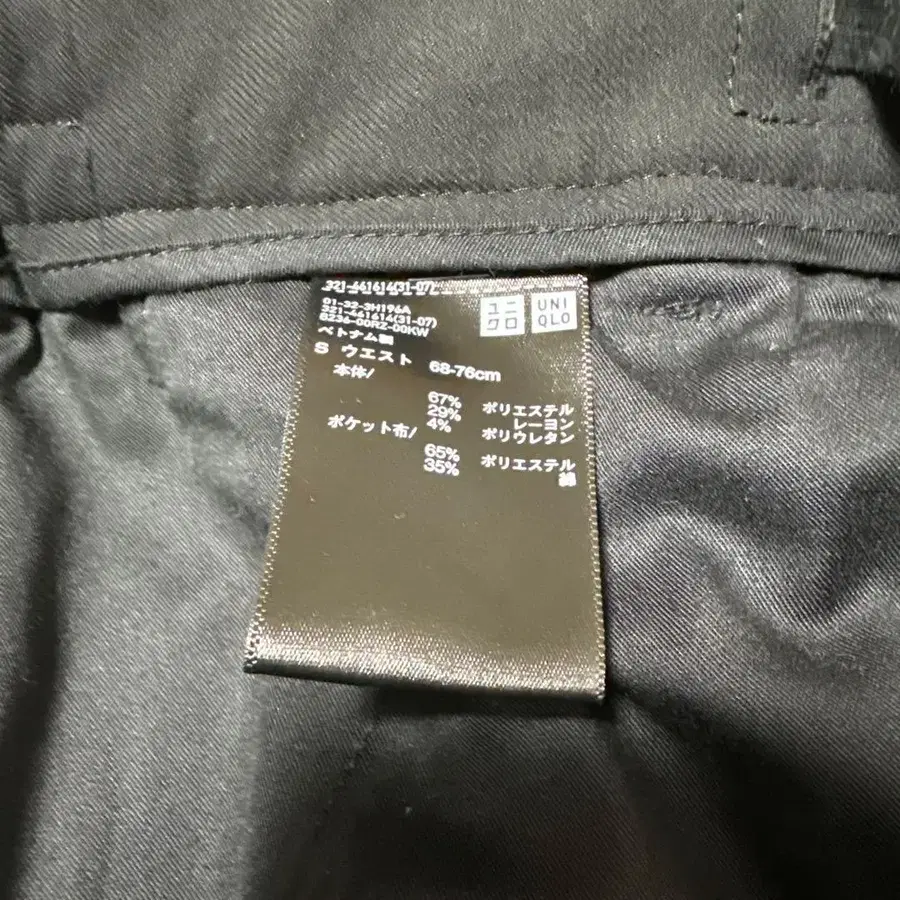 321-461614(31-07)
01-32-3H196A
321-461614(31-07)
8236-00RZ-00KW
ベトナム製
S ウエスト 68-76cm
本体/
67% ポリエステル
29% レーヨン
4% ポリウレタン
ポケット布/
65% ポリエステル
35% 綿
ユニ
クロ
UNI
QLO